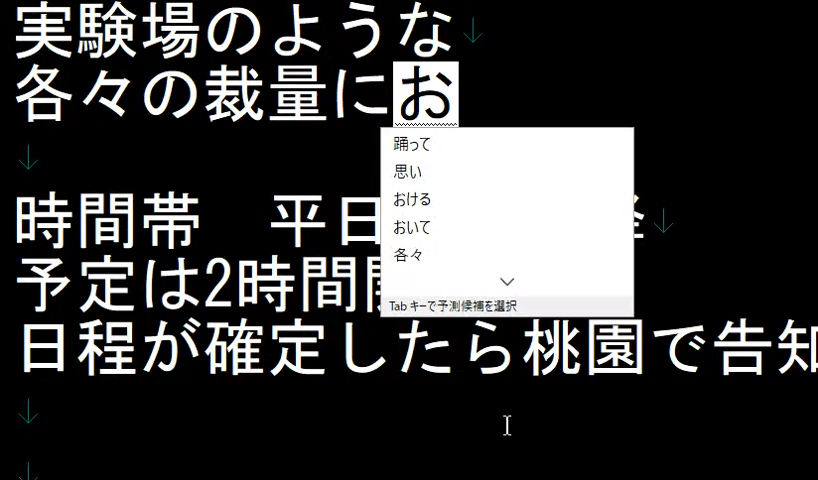 実験場のような↓
各々の裁量にお
踊って
思い
おける
おいて
各々
Tab キーで予測候補を選択
↓
時間帯　平日↓
予定は2時間
日程が確定したら桃園で告知
↓
↓